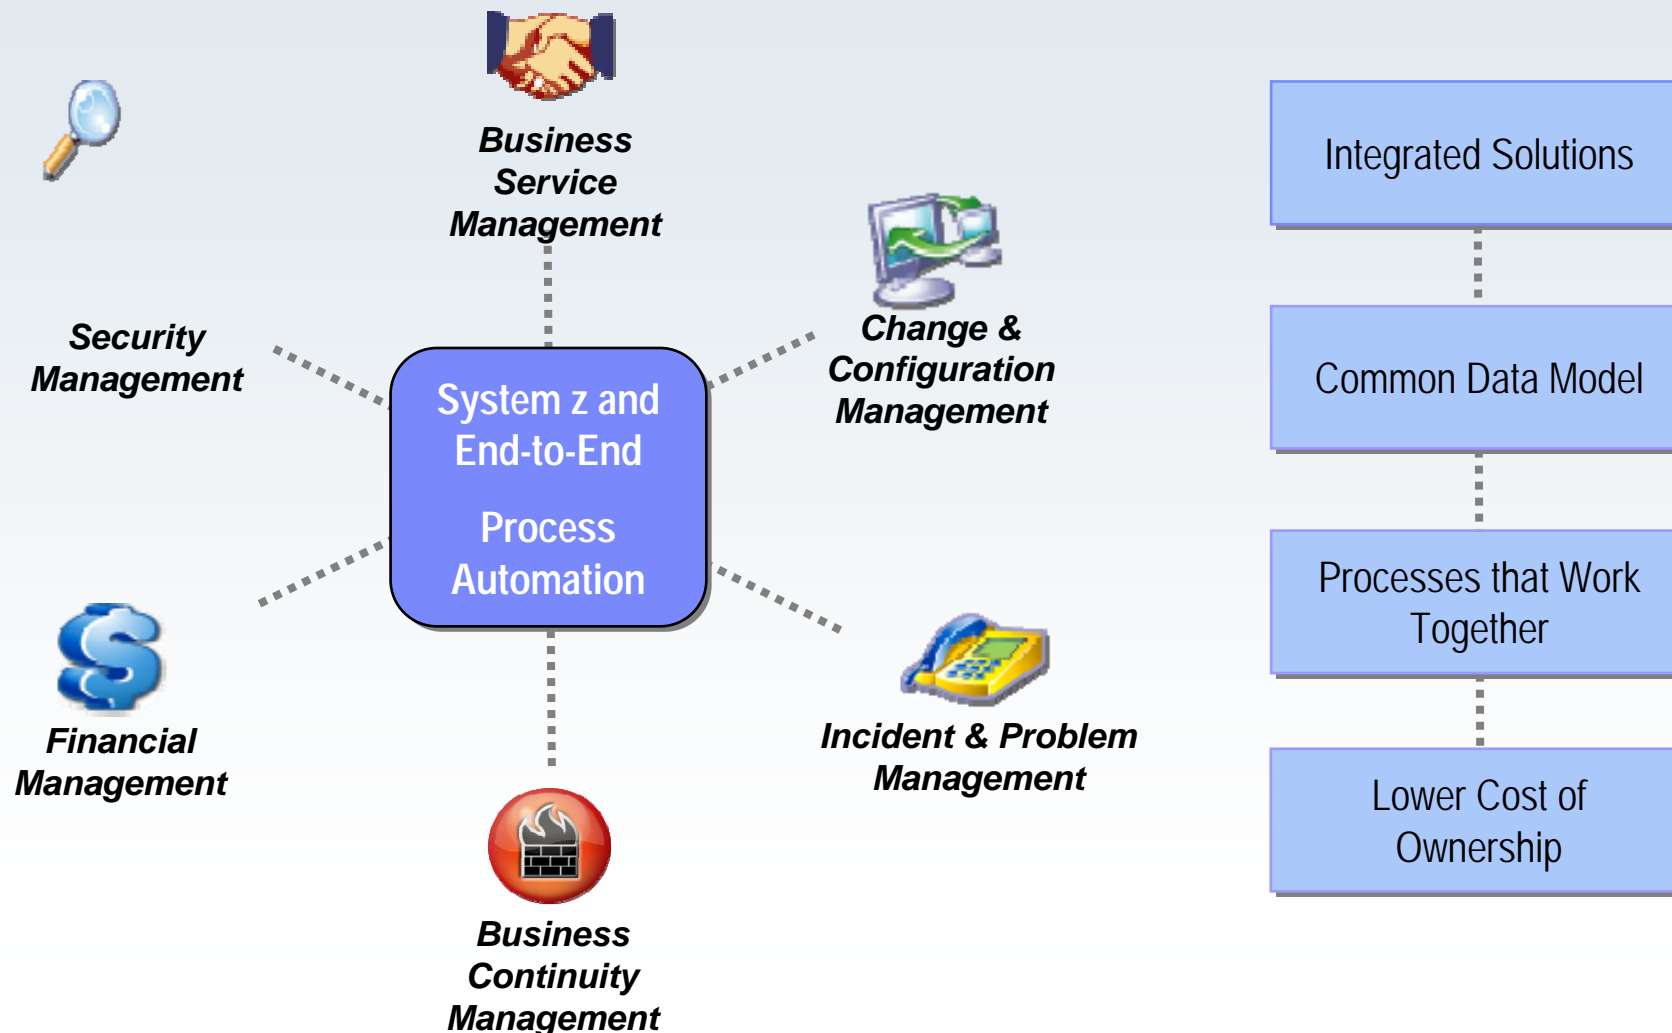 Business
Service
Management
Security
Management
Change &
Configuration
Management
System z and
End-to-End
Process
Automation
Financial
Management
Incident & Problem
Management
Business
Continuity
Management
Integrated Solutions
Common Data Model
Processes that Work
Together
Lower Cost of
Ownership